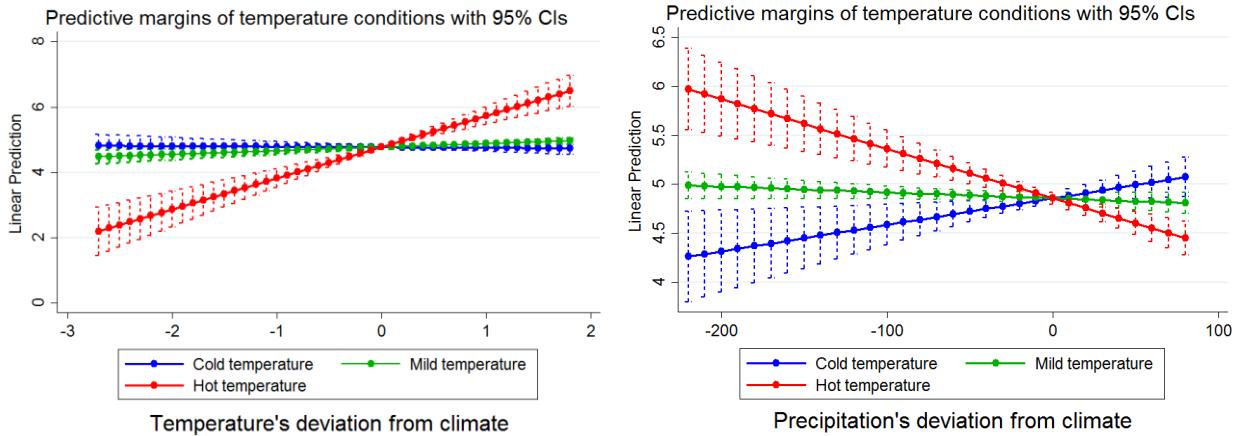 Predictive margins of temperature conditions with 95% CIs
8
6
4
2
0
Linear Prediction
-3 -2 -1 0 1 2
Cold temperature Mild temperature
Hot temperature
Temperature's deviation from climate
Predictive margins of temperature conditions with 95% CIs
6.5
6
5.5
5
4.5
4
Linear Prediction
-200 -100 0 100
Cold temperature Mild temperature
Hot temperature
Precipitation's deviation from climate